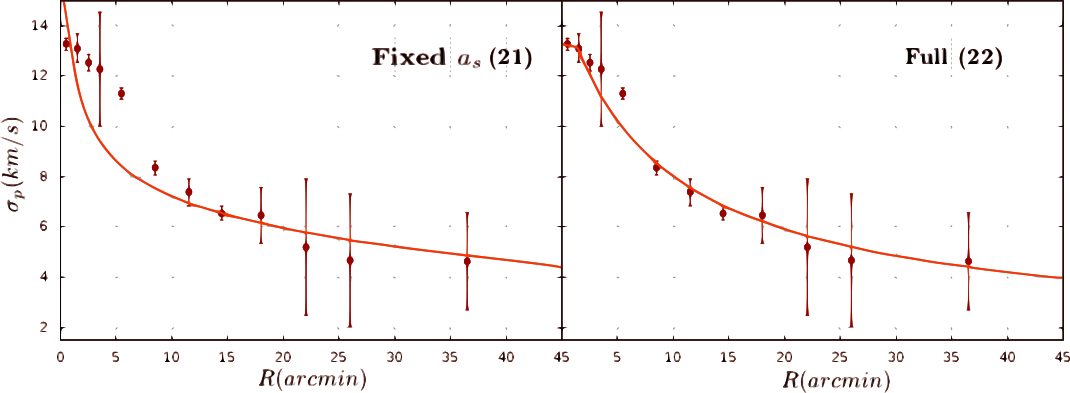 14
12
10
8
6
4
2
σp(km/s)
Fixed as (21)
0 5 10 15 20 25 30 35 40 45
R(arcmin)
Full (22)
5 10 15 20 25 30 35 40 45
R(arcmin)